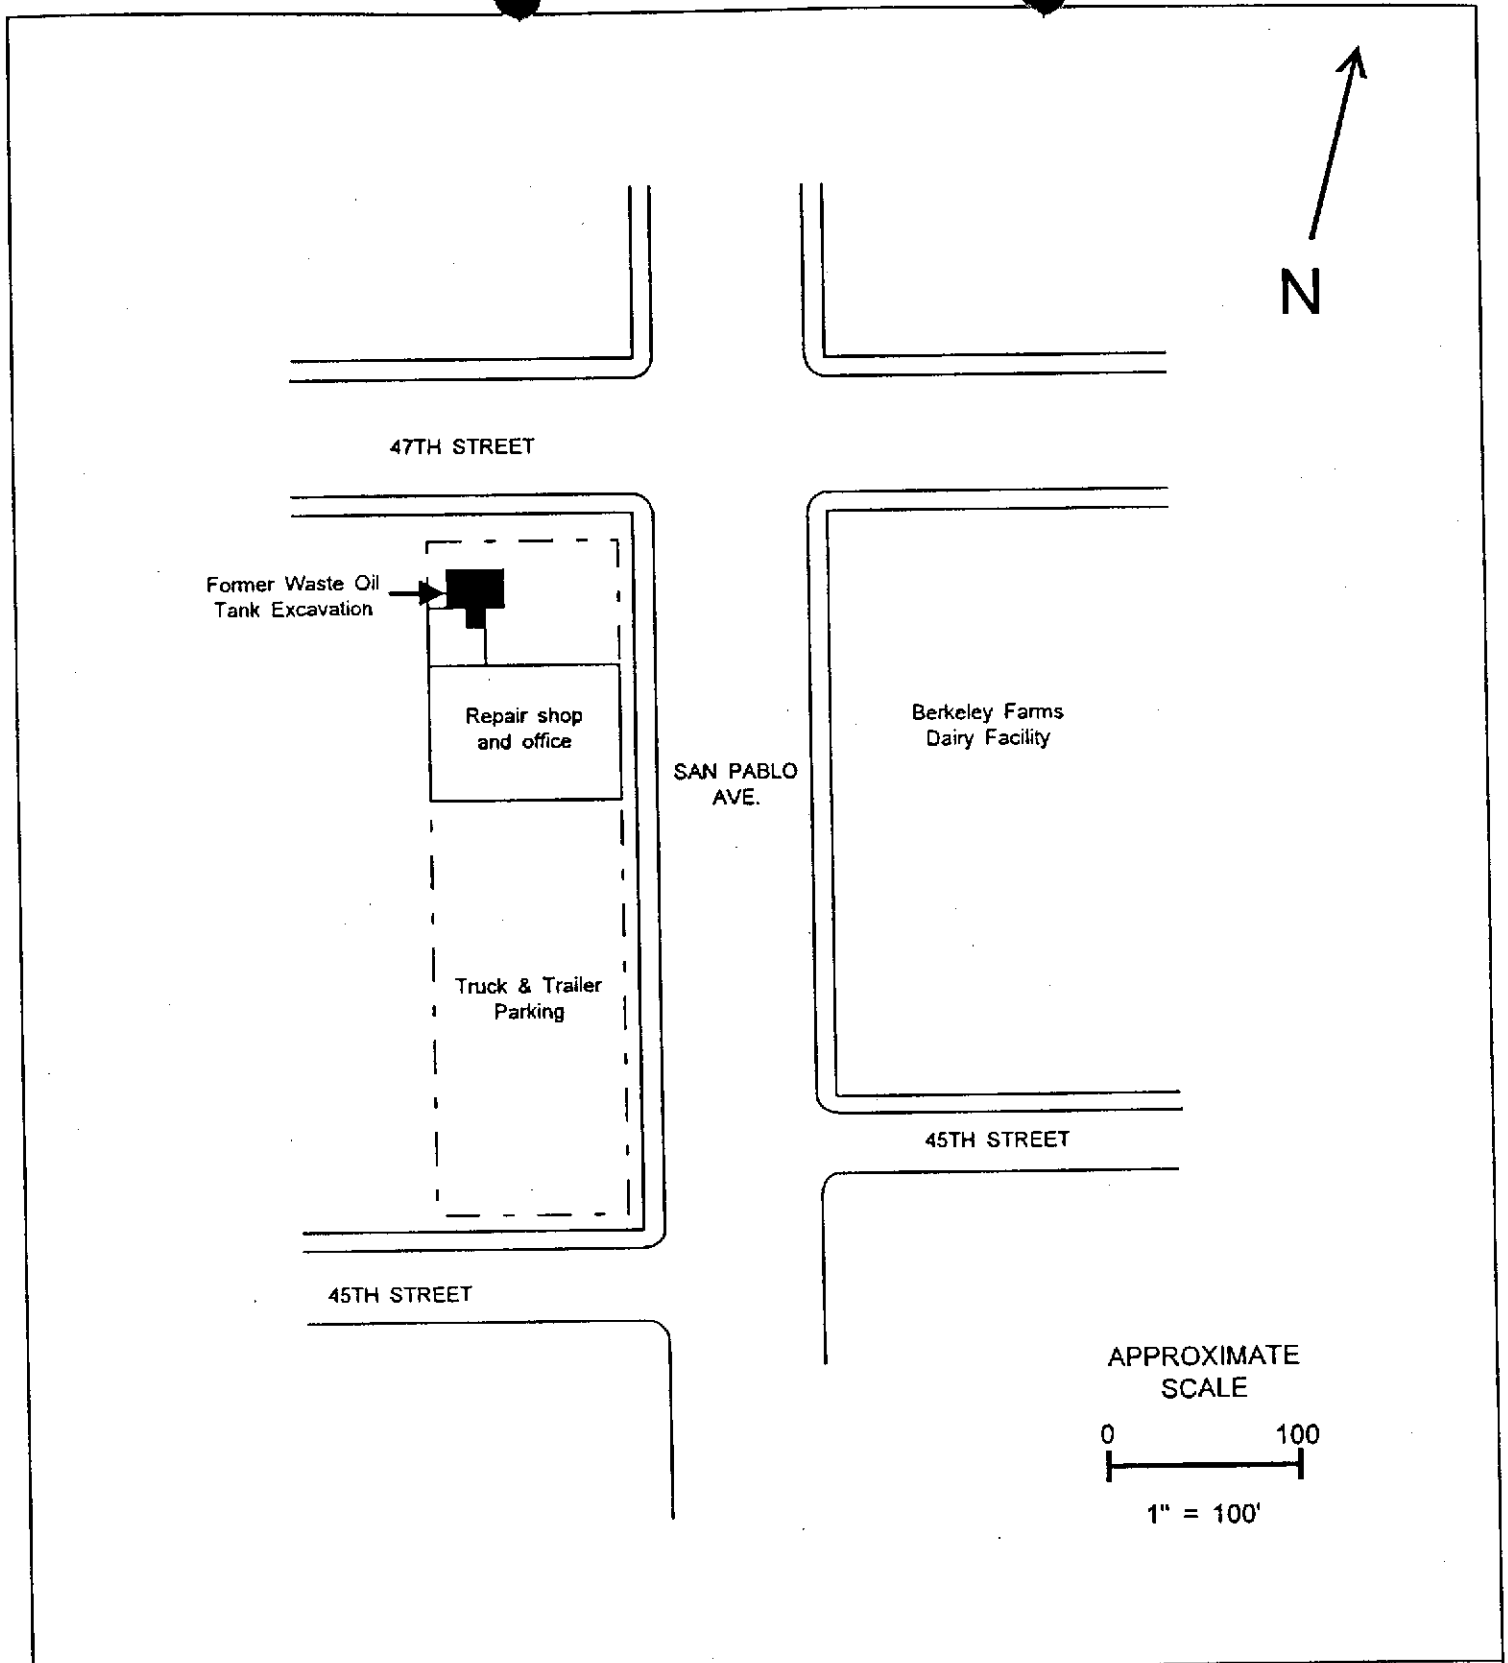 N
47TH STREET
Former Waste Oil
Tank Excavation
Repair shop
and office
Berkeley Farms
Dairy Facility
SAN PABLO
AVE.
Truck & Trailer
Parking
45TH STREET
45TH STREET
APPROXIMATE
SCALE
0 100
1" = 100'